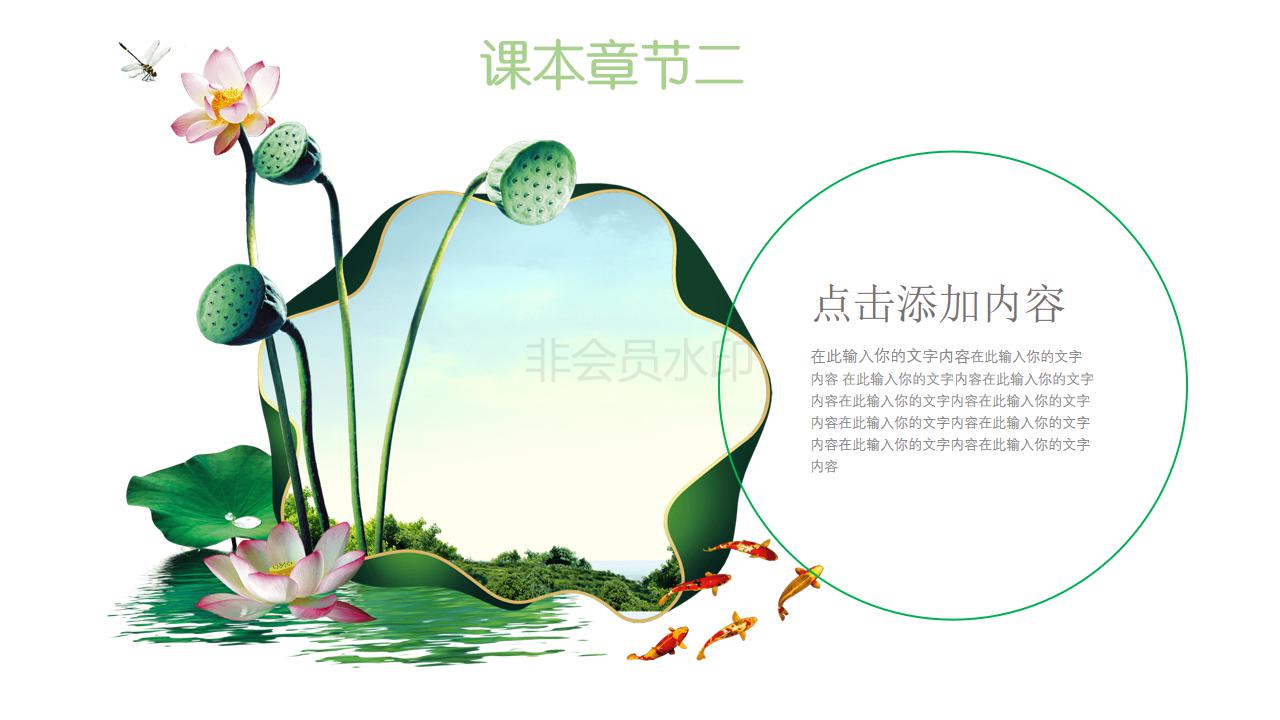 课本章节二
点击添加内容
在此输入你的文字内容在此输入你的文字
内容 在此输入你的文字内容在此输入你的文字
内容在此输入你的文字内容在此输入你的文字
内容在此输入你的文字内容在此输入你的文字
内容在此输入你的文字内容在此输入你的文字
内容
非会员水印